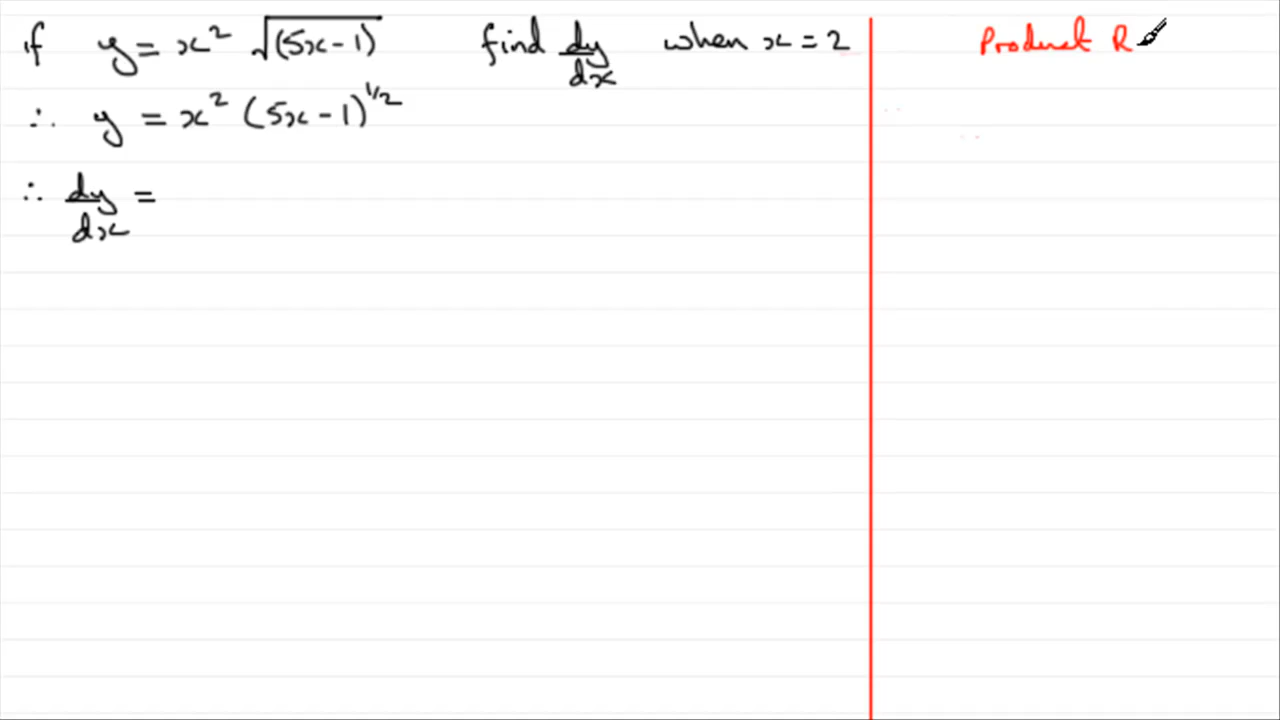 if y = x² √(5x-1) find dy/dx when x = 2
∴ y = x² (5x-1)^1/2
∴ dy/dx =
Product R